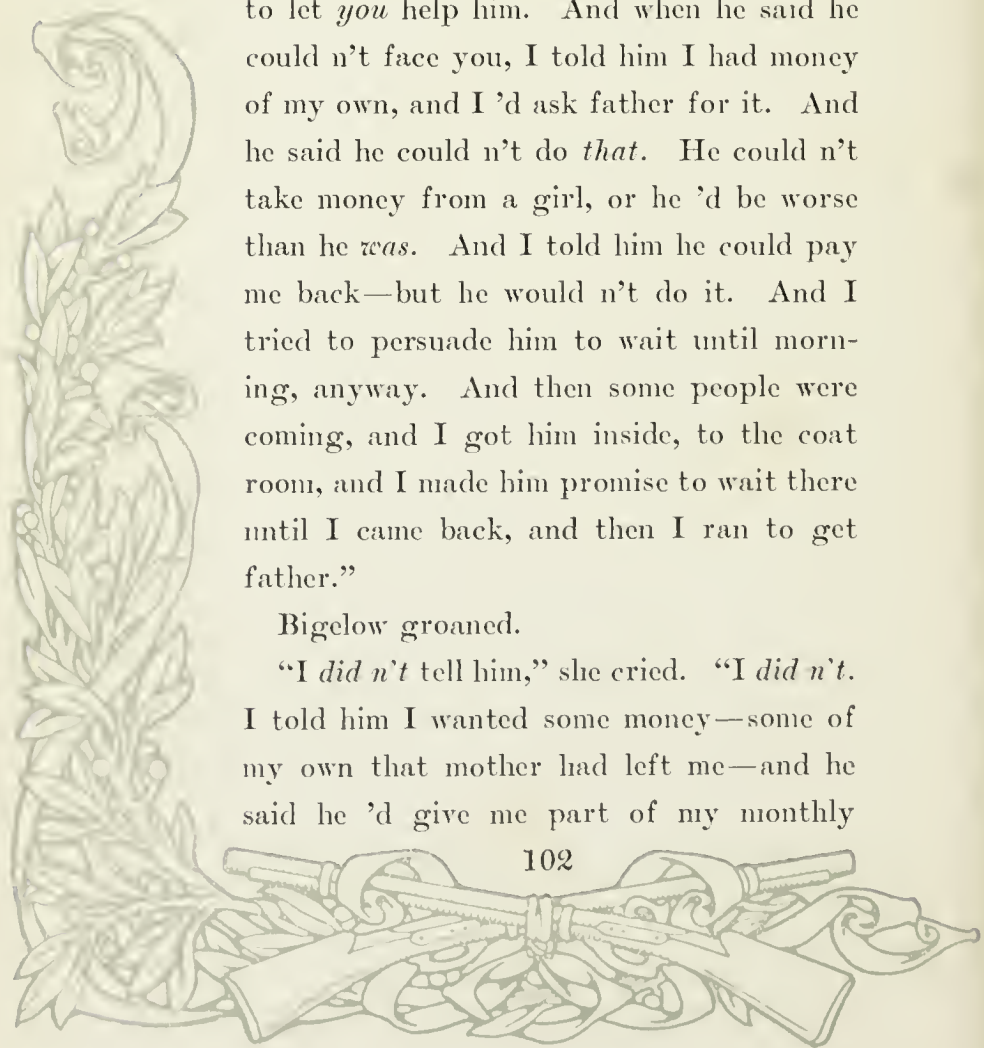 to let you help him. And when he said he
could n't face you, I told him I had money
of my own, and I 'd ask father for it. And
he said he could n't do that. He could n't
take money from a girl, or he 'd be worse
than he was. And I told him he could pay
me back—but he would n't do it. And I
tried to persuade him to wait until morn-
ing, anyway. And then some people were
coming, and I got him inside, to the coat
room, and I made him promise to wait there
until I came back, and then I ran to get
father.”
Bigelow groaned.
“I did n't tell him,” she cried. “I did n't.
I told him I wanted some money—some of
my own that mother had left me—and he
said he 'd give me part of my monthly
102